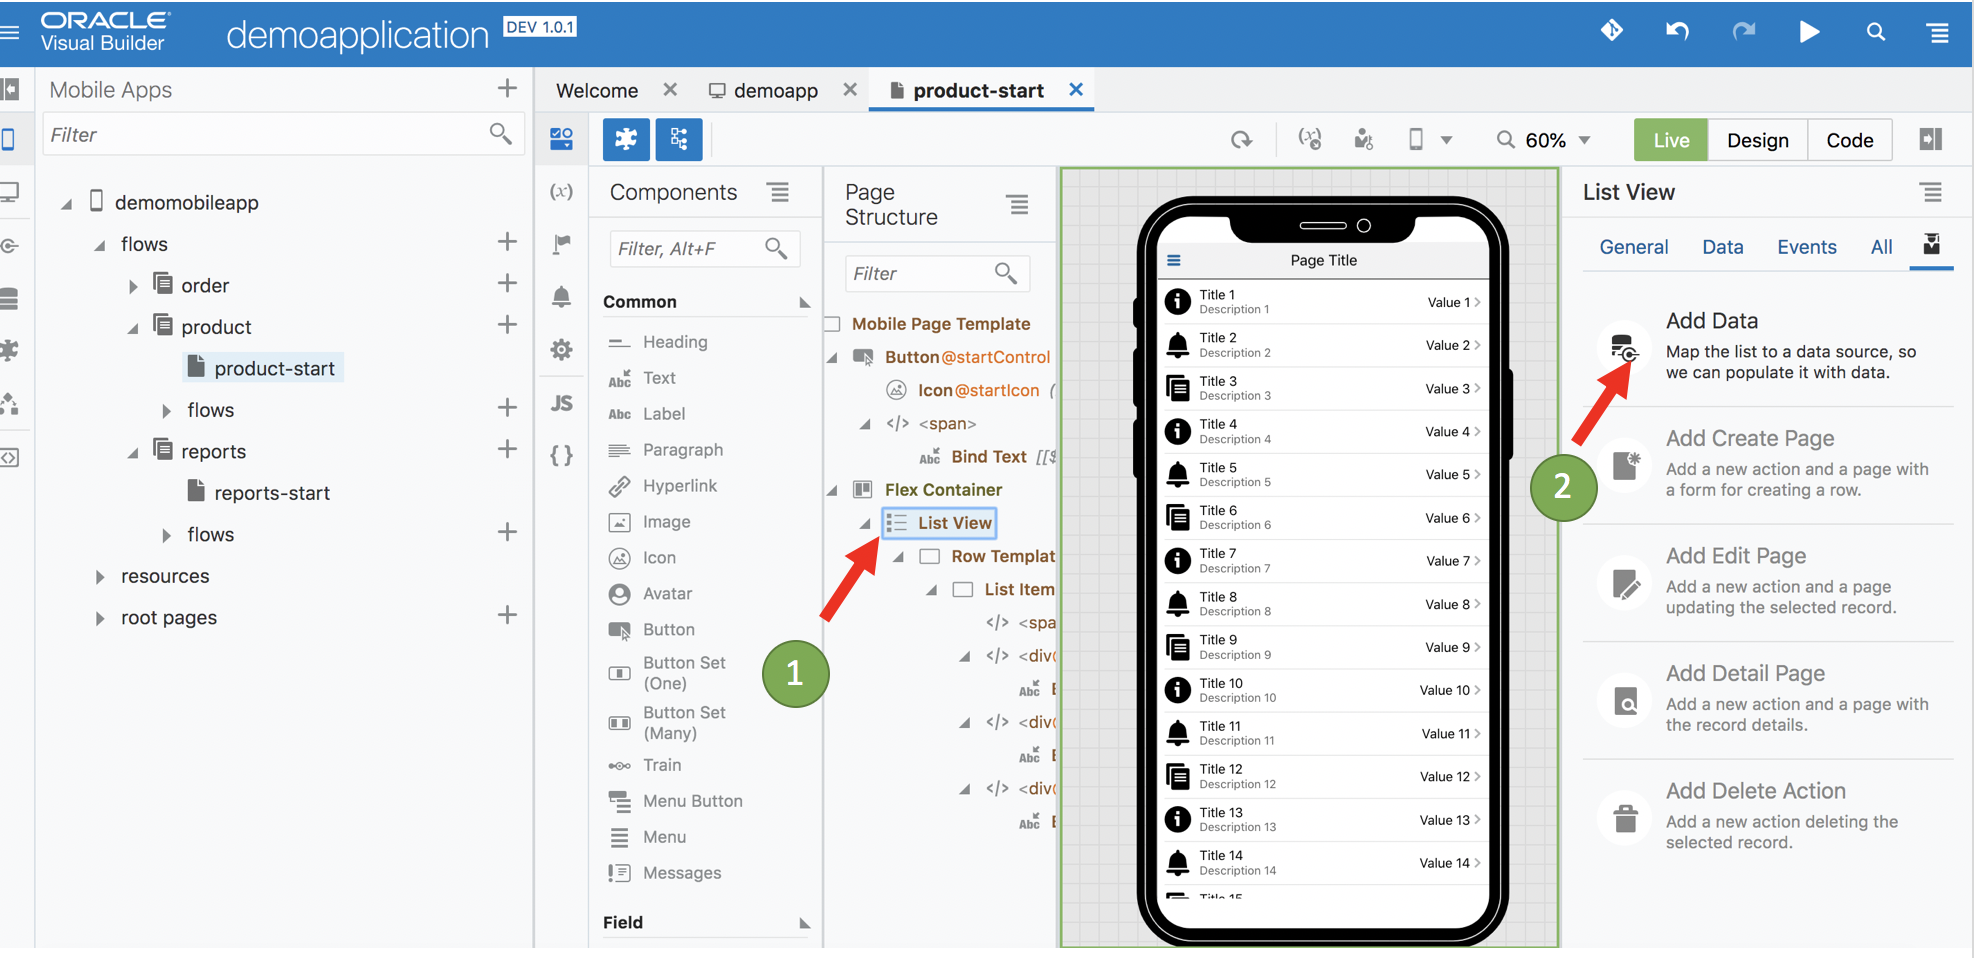 ORACLE
Visual Builder
demoapplication
DEV 1.0.1
Mobile Apps
Filter
demomobileapp
flows
order
product
product-start
flows
reports
reports-start
flows
resources
root pages
Welcome
demoapp
product-start
60%
Live
Design
Code
(x)
JS
{ }
Components
Filter, Alt+F
Common
Heading
Abc Text
Abc Label
Paragraph
Hyperlink
Image
Icon
Avatar
Button
Button Set
(One)
Button Set
(Many)
Train
Menu Button
Menu
Messages
Field
Page
Structure
Filter
Mobile Page Template
Button@startControl
Icon@startIcon (
</> <span>
Abc Bind Text [[$
Flex Container
List View
Row Templat
List Item
</> <spa
</> <div
Abc
</> <div
Abc
</> <div
Abc
1
Page Title
Title 1
Description 1
Value 1
Title 2
Description 2
Value 2
Title 3
Description 3
Value 3
Title 4
Description 4
Value 4
Title 5
Description 5
Value 5
Title 6
Description 6
Value 6
Title 7
Description 7
Value 7
Title 8
Description 8
Value 8
Title 9
Description 9
Value 9
Title 10
Description 10
Value 10
Title 11
Description 11
Value 11
Title 12
Description 12
Value 12
Title 13
Description 13
Value 13
Title 14
Description 14
Value 14
Title 15
List View
General
Data
Events
All
Add Data
Map the list to a data source, so
we can populate it with data.
2
Add Create Page
Add a new action and a page with
a form for creating a row.
Add Edit Page
Add a new action and a page
updating the selected record.
Add Detail Page
Add a new action and a page with
the record details.
Add Delete Action
Add a new action deleting the
selected record.